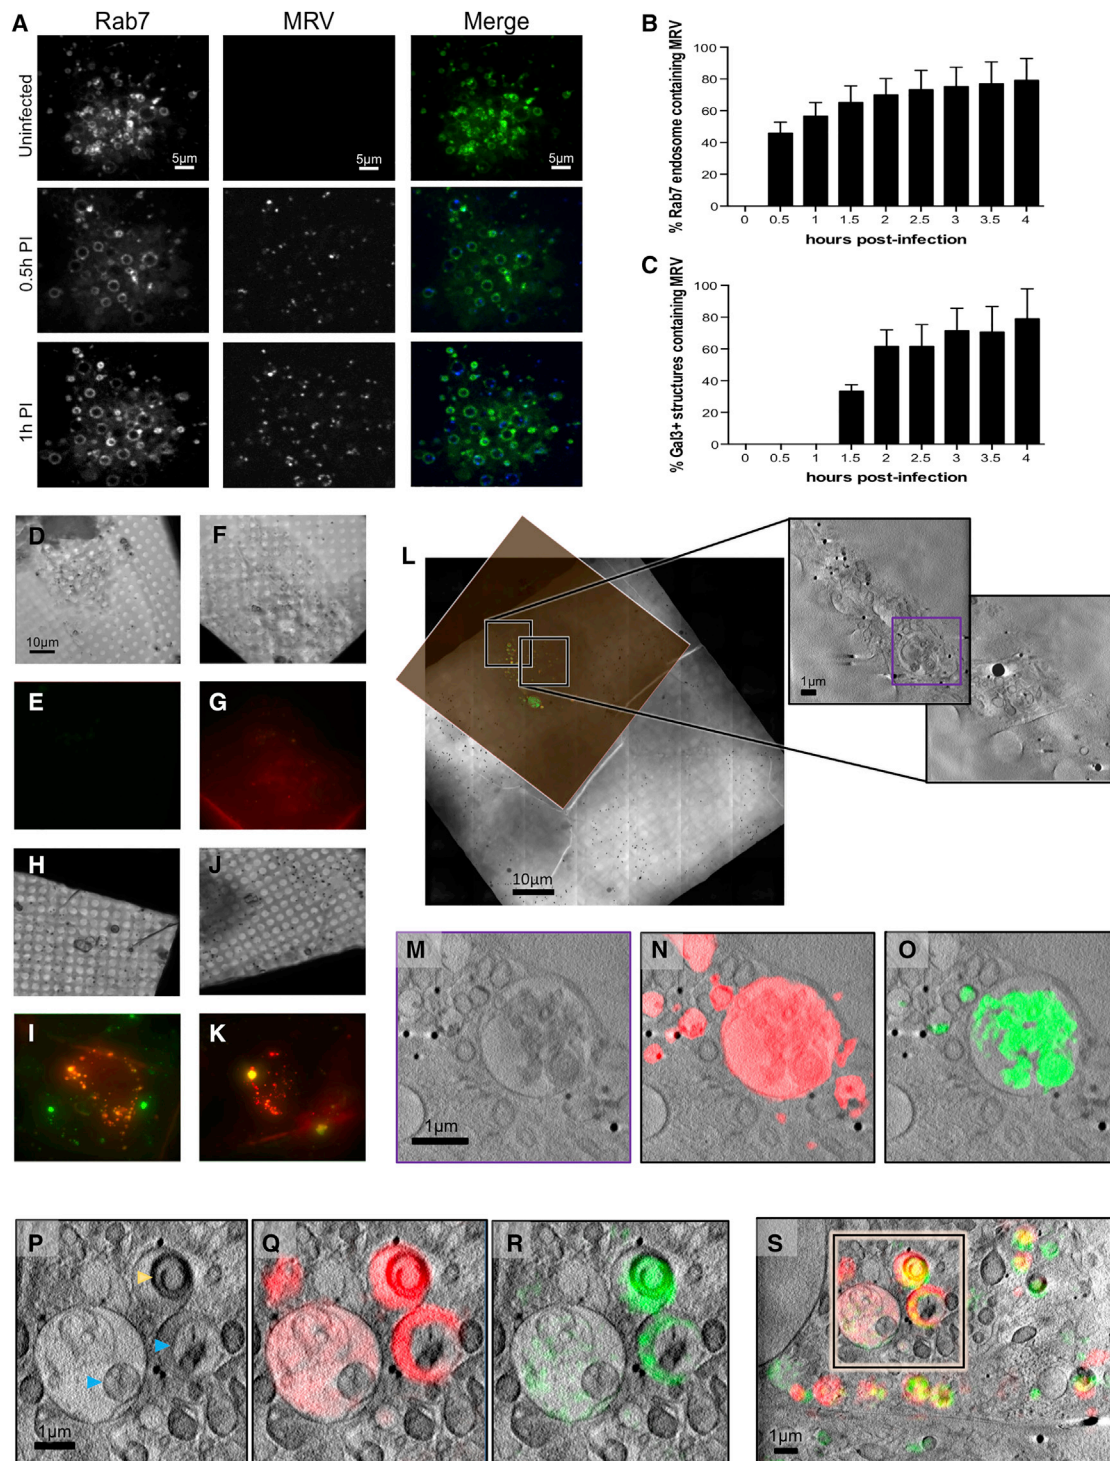 A Rab7 MRV Merge
Uninfected
5µm 5µm 5µm
0.5h PI
1h PI
B
% Rab7 endosome containing MRV
100
80
60
40
20
0
0 0.5 1 1.5 2 2.5 3 3.5 4
hours post-infection
C
% Gal3+ structures containing MRV
100
80
60
40
20
0
0 0.5 1 1.5 2 2.5 3 3.5 4
hours post-infection
D F
10µm
E G
H J
I K
L
10µm
1µm
M N O
1µm
P Q R S
1µm 1µm